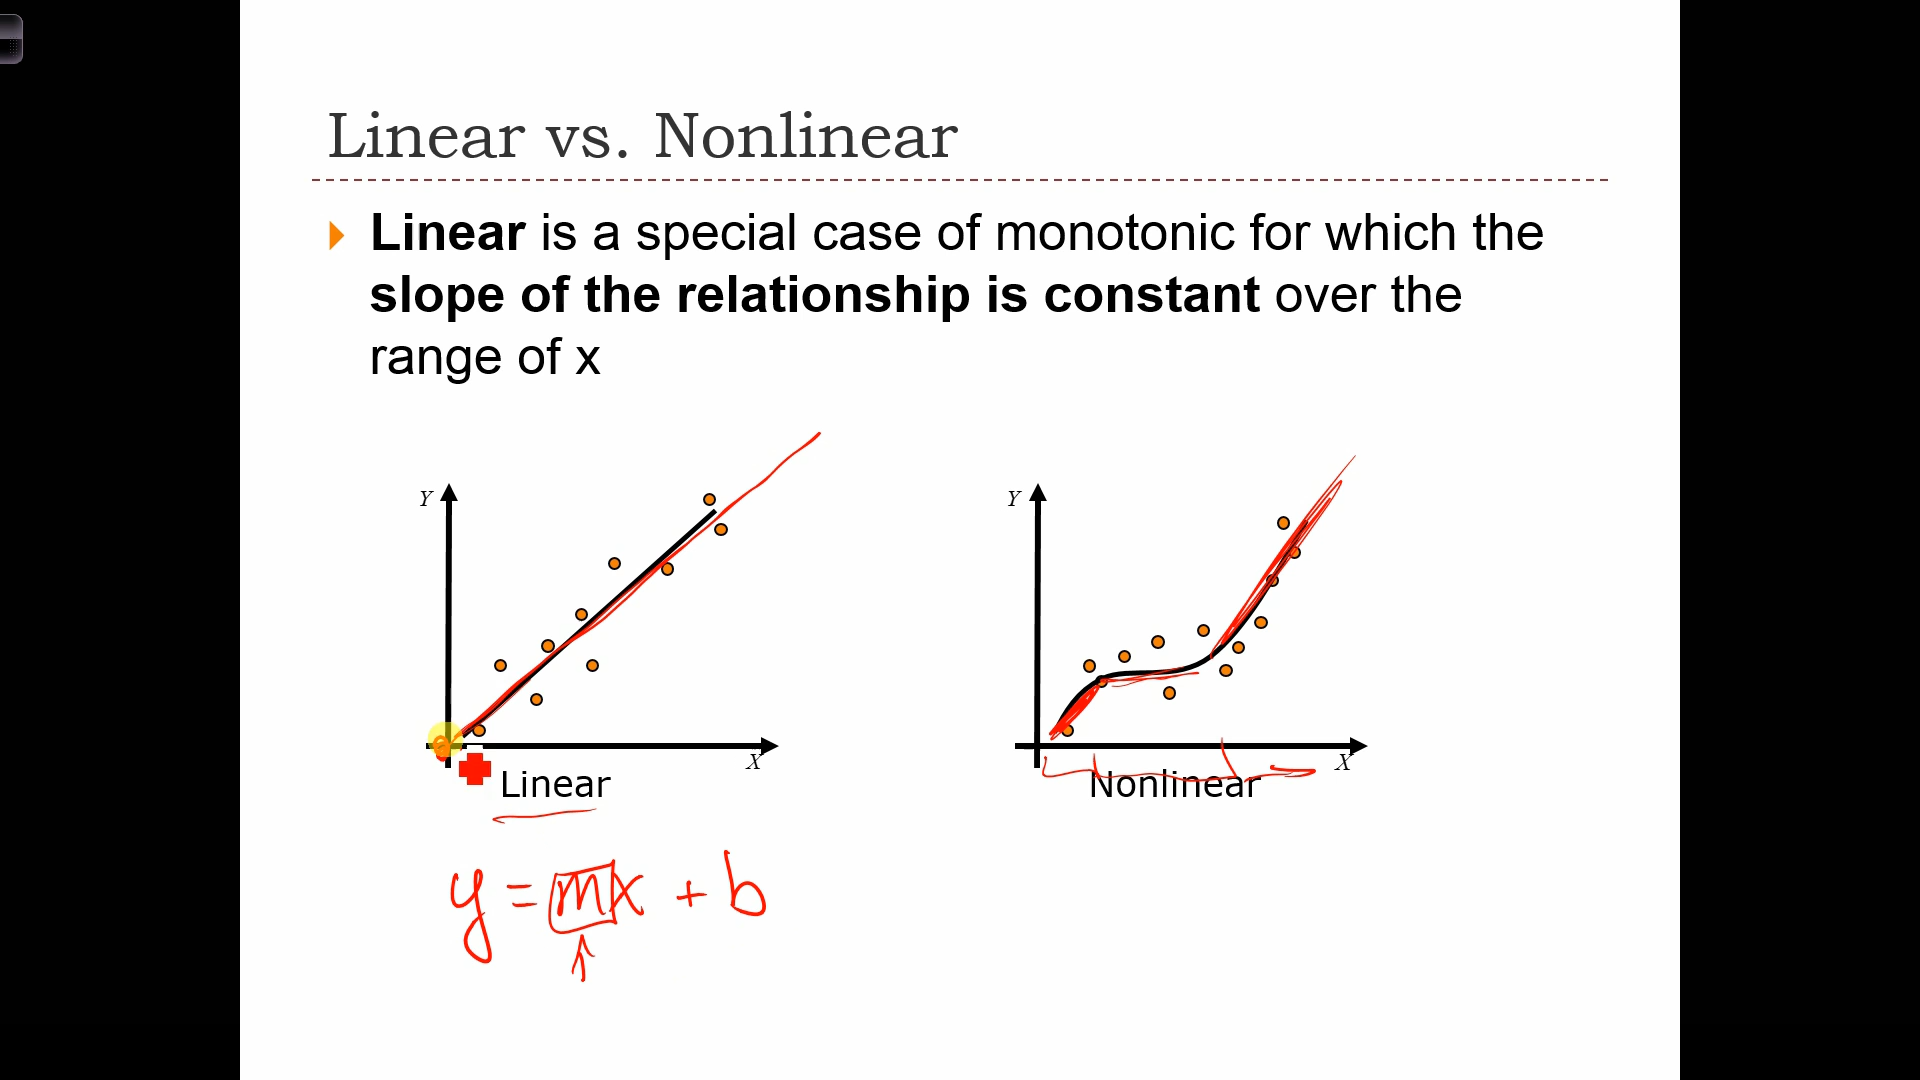 Linear vs. Nonlinear
Linear is a special case of monotonic for which the
slope of the relationship is constant over the
range of x
Y
X
Linear
Y
X
Nonlinear
y = mx + b